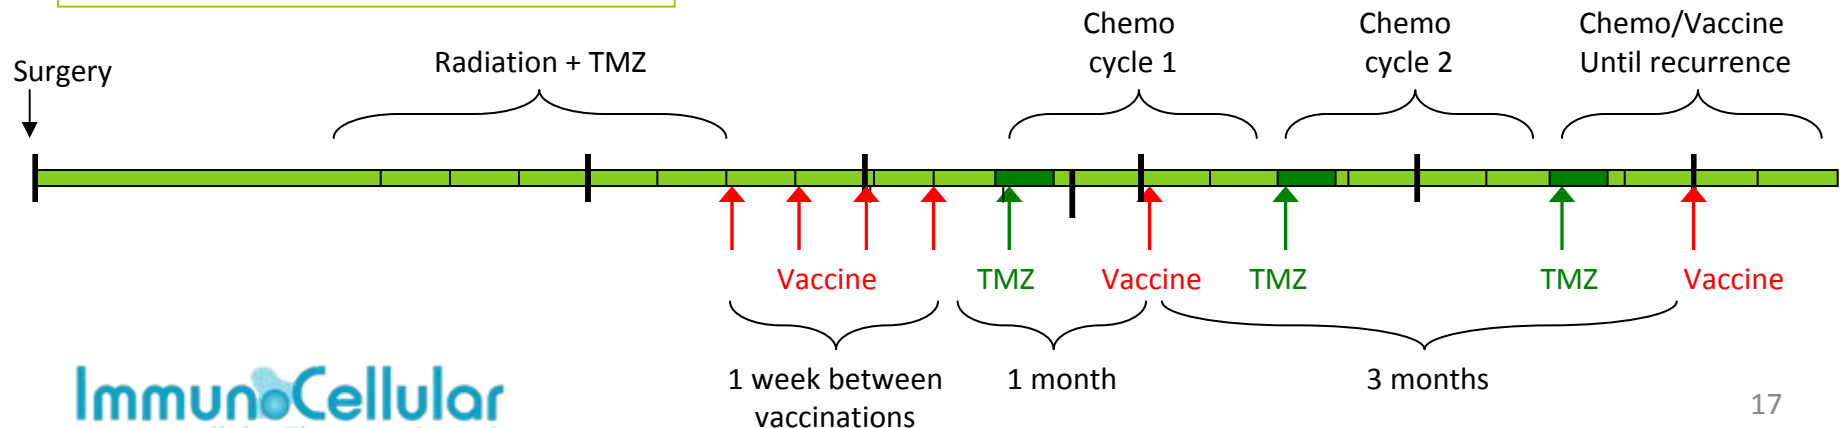 Surgery
Radiation + TMZ
Chemo
cycle 1
Chemo
cycle 2
Chemo/Vaccine
Until recurrence
Vaccine
TMZ
Vaccine
TMZ
TMZ
Vaccine
1 week between
vaccinations
1 month
3 months
ImmunoCellular
17